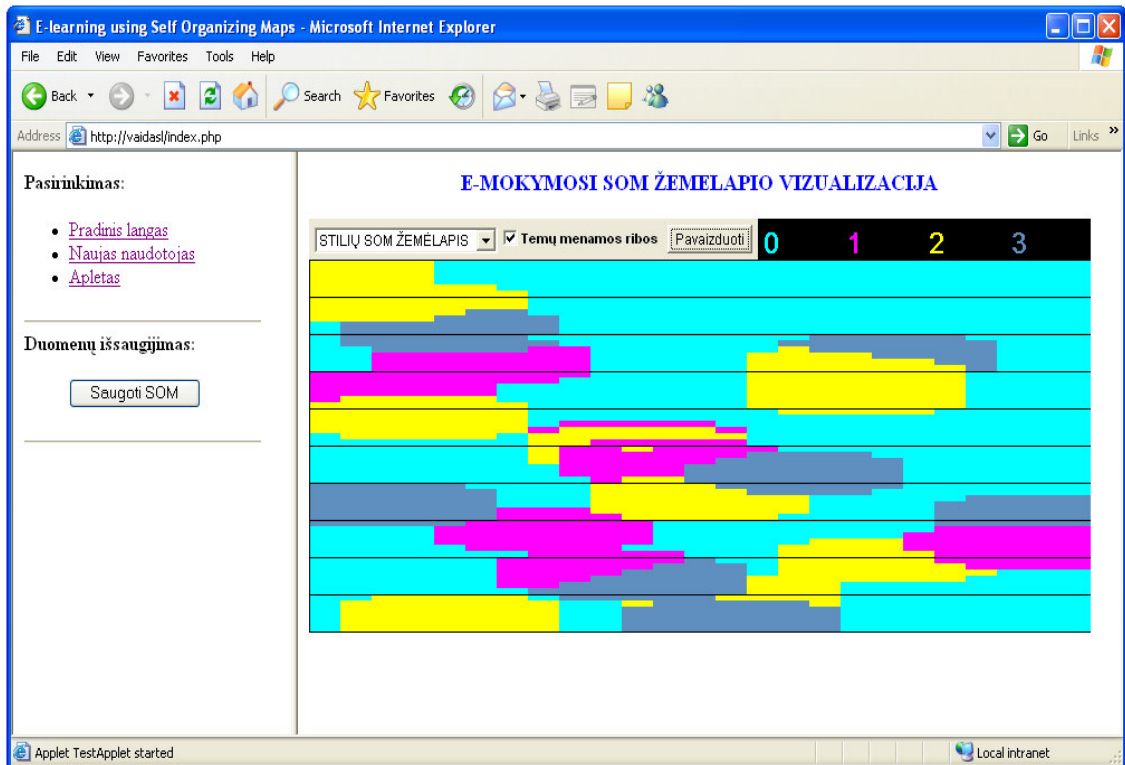 E-learning using Self Organizing Maps - Microsoft Internet Explorer
File Edit View Favorites Tools Help
Back Search Favorites
Address http://vaidasl/index.php Go Links »
Pasirinkimas:
Pradinis langas
Naujas naudotojas
Apletas
Duomenų išsaugijimas:
Saugoti SOM
E-MOKYMOSI SOM ŽEMĖLAPIO VIZUALIZACIJA
STILIŲ SOM ŽEMĖLAPIS Temų menamos ribos Pavaizduoti 0 1 2 3
Applet TestApplet started Local intranet